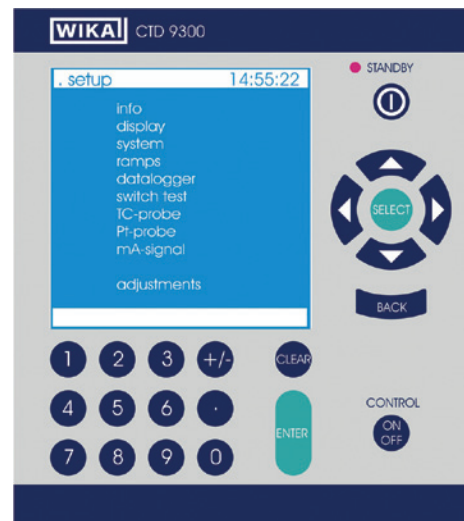 WIKAI CTD 9300
. setup 14:55:22
info
display
system
ramps
datalogger
switch test
TC-probe
Pt-probe
mA-signal
adjustments
STANDBY
SELECT
BACK
1 2 3 +/- CLEAR
4 5 6 .
ENTER
7 8 9 0
CONTROL
ON
OFF